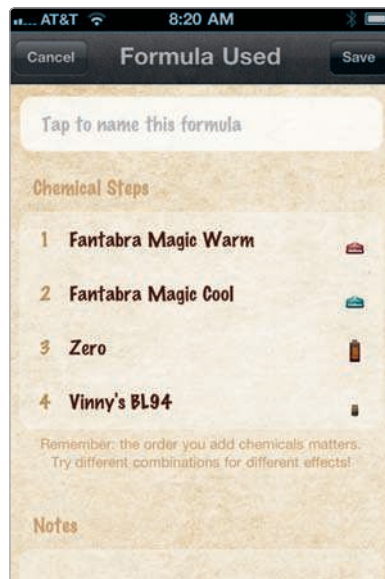 AT&T 8:20 AM
Cancel Formula Used Save
Tap to name this formula
Chemical Steps
1 Fantabra Magic Warm
2 Fantabra Magic Cool
3 Zero
4 Vinny's BL94
Remember: the order you add chemicals matters.
Try different combinations for different effects!
Notes